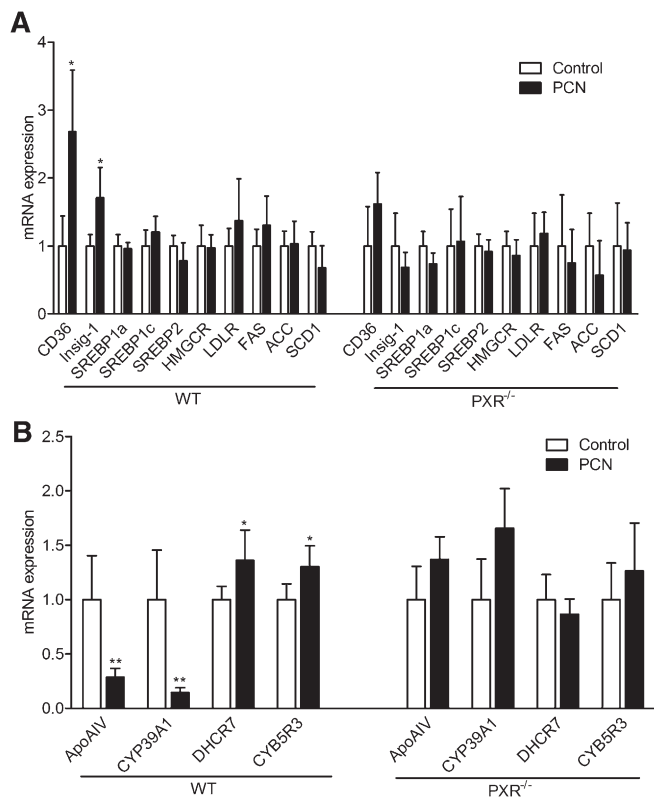 A
4
3
2
1
0
mRNA expression
*
*
Control
PCN
CD36
Insig-1
SREBP1a
SREBP1c
SREBP2
HMGCR
LDLR
FAS
ACC
SCD1
WT
CD36
Insig-1
SREBP1a
SREBP1c
SREBP2
HMGCR
LDLR
FAS
ACC
SCD1
PXR-/-
B
2.5
2.0
1.5
1.0
0.5
0.0
mRNA expression
**
**
*
*
Control
PCN
ApoAIV
CYP39A1
DHCR7
CYB5R3
WT
ApoAIV
CYP39A1
DHCR7
CYB5R3
PXR-/-